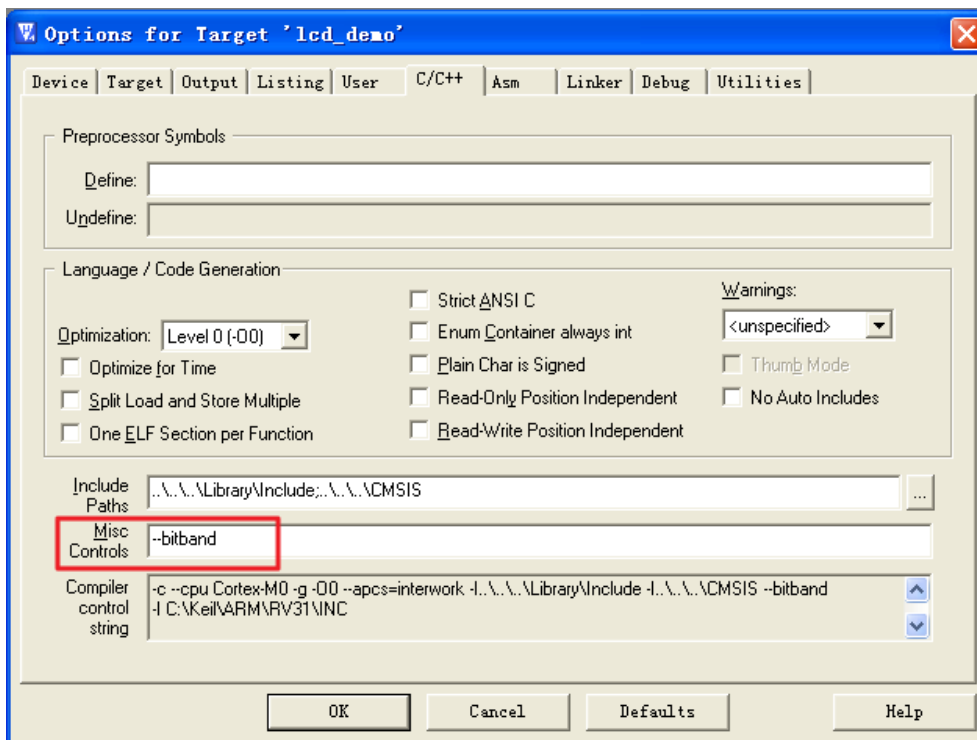 Options for Target 'lcd_demo'
Device Target Output Listing User C/C++ Asm Linker Debug Utilities
Preprocessor Symbols
Define:
Undefine:
Language / Code Generation
Optimization: Level 0 (-O0)
Optimize for Time
Split Load and Store Multiple
One ELF Section per Function
Strict ANSI C
Enum Container always int
Plain Char is Signed
Read-Only Position Independent
Read-Write Position Independent
Warnings:
<unspecified>
Thumb Mode
No Auto Includes
Include Paths
..\..\..\Library\Include;..\..\..\CMSIS
...
Misc Controls
--bitband
Compiler control string
-c --cpu Cortex-M0 -g -O0 --apcs=interwork -I..\..\..\Library\Include -I..\..\..\CMSIS --bitband
-I C:\Keil\ARM\RV31\INC
OK Cancel Defaults Help